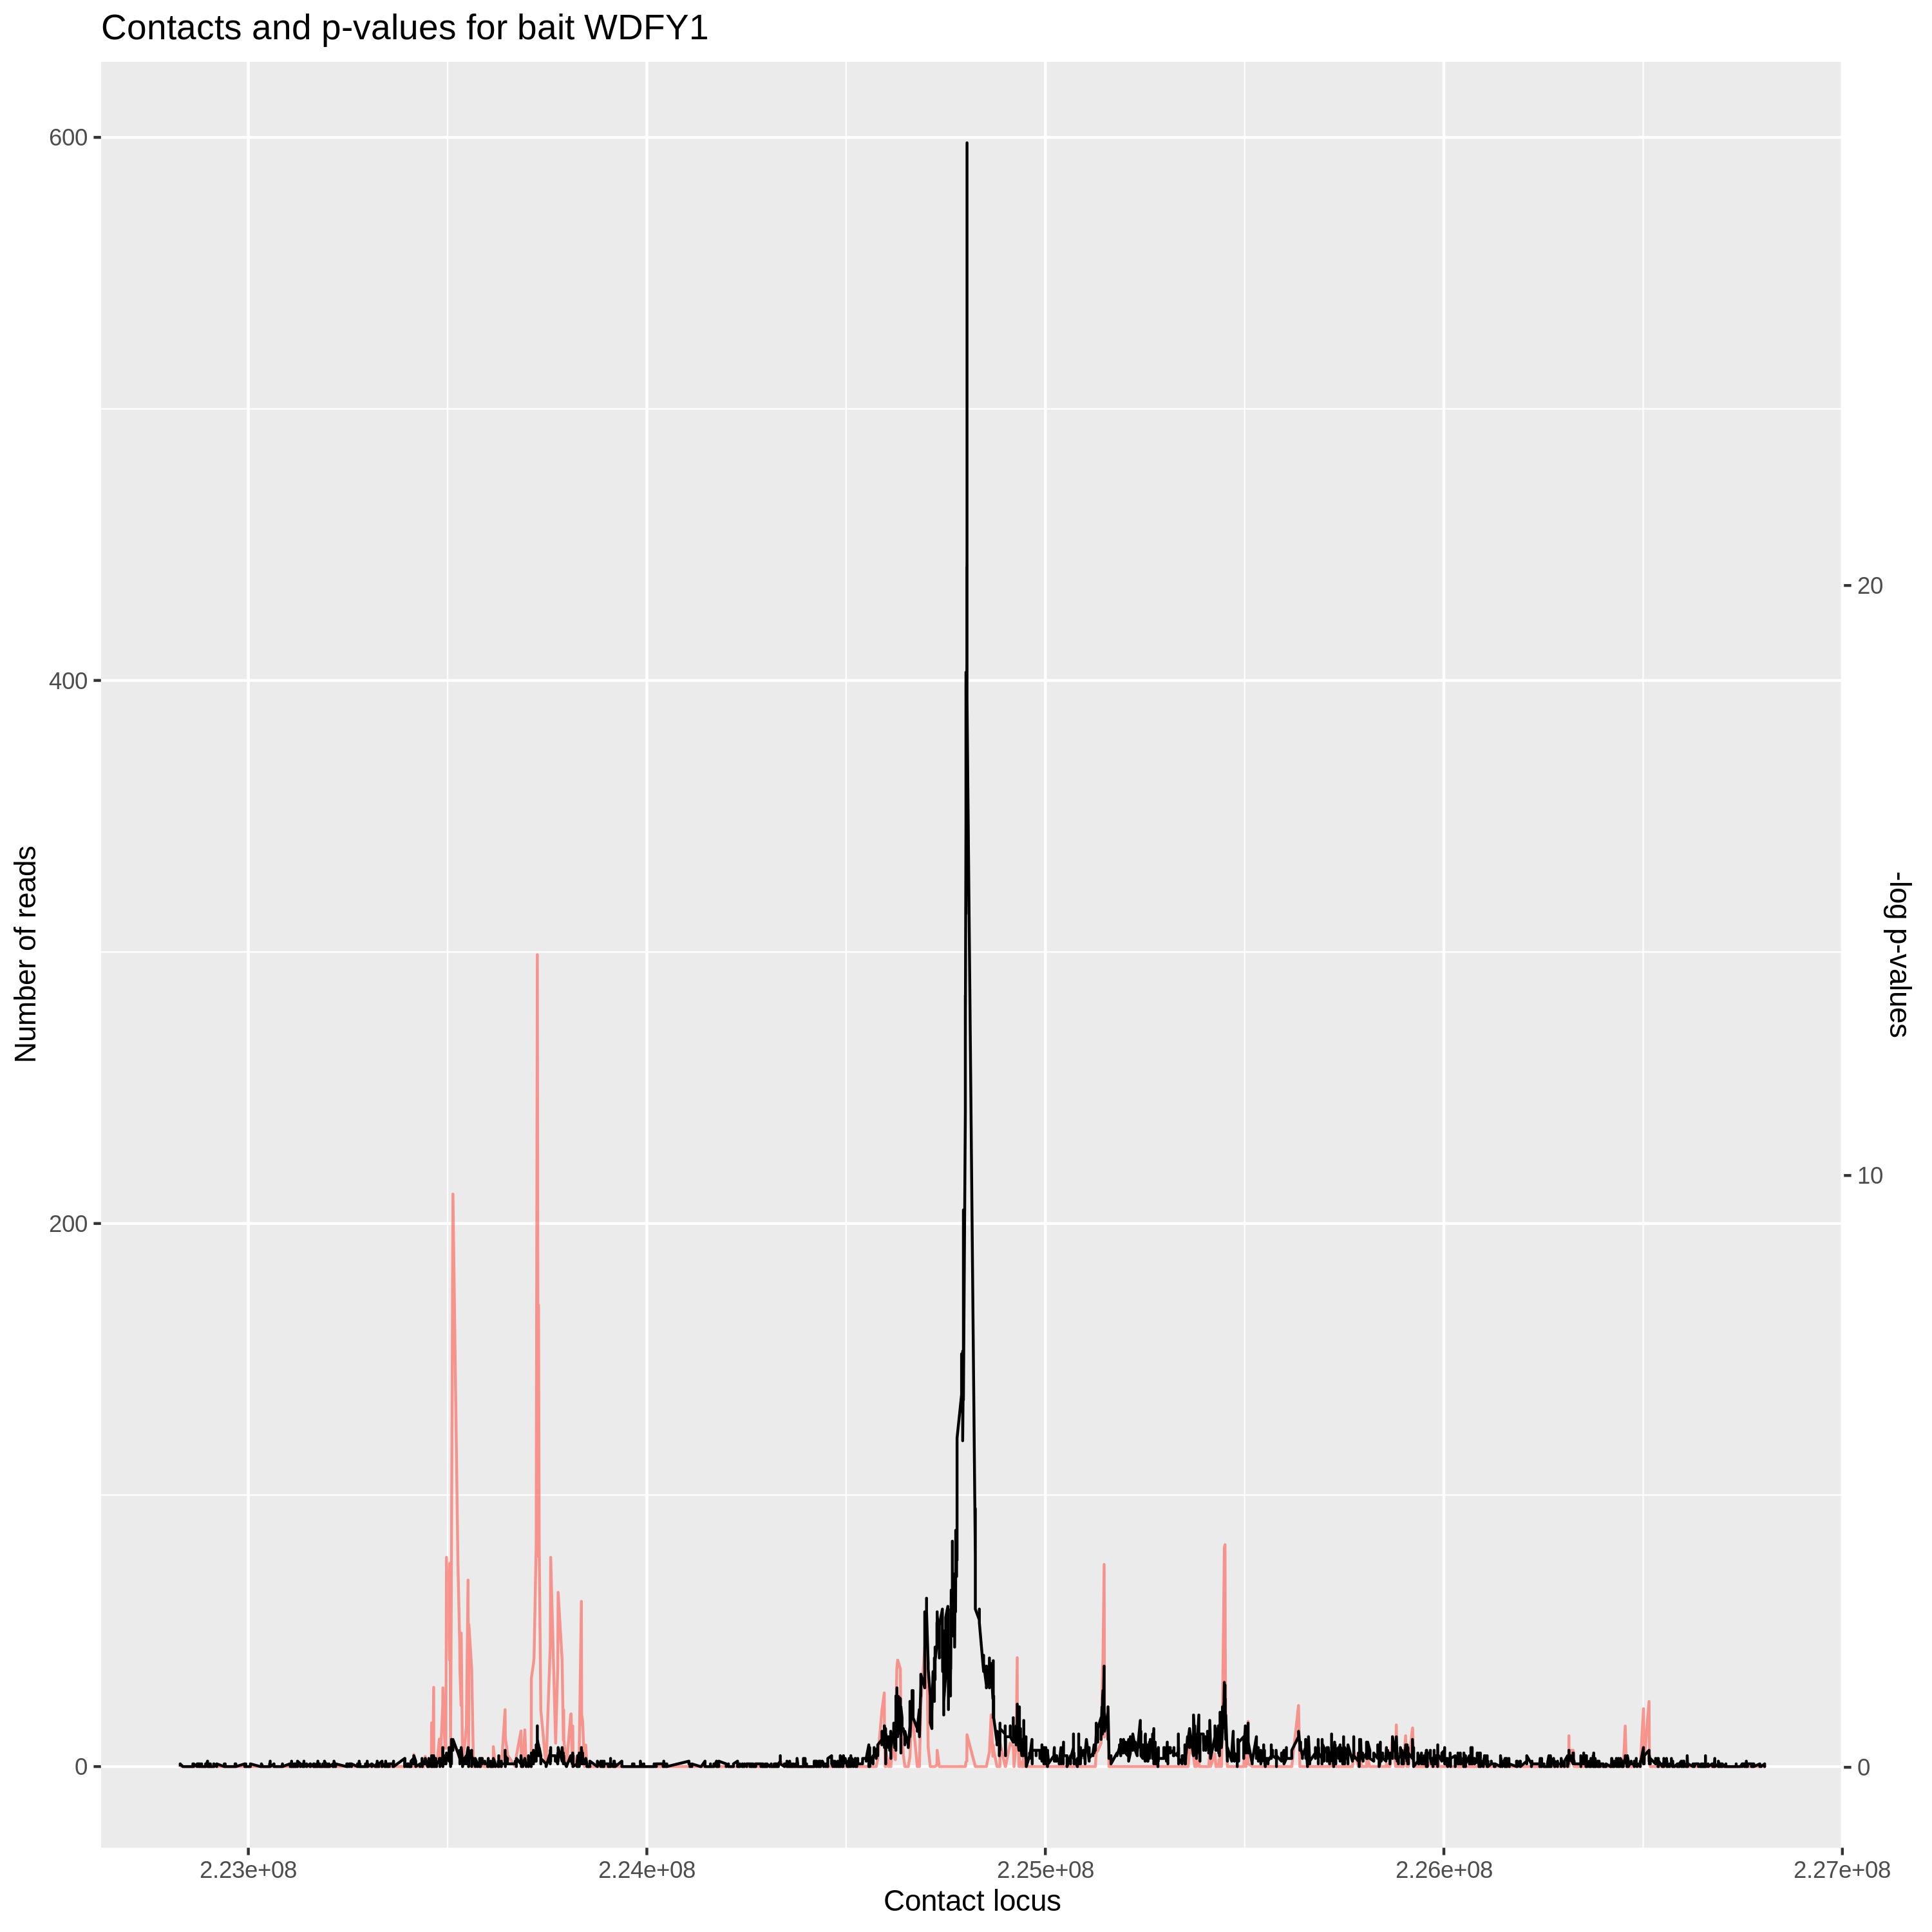 Contacts and p-values for bait WDFY1
600
400
200
0
Number of reads
20
10
0
-log p-values
2.23e+08
2.24e+08
2.25e+08
2.26e+08
2.27e+08
Contact locus